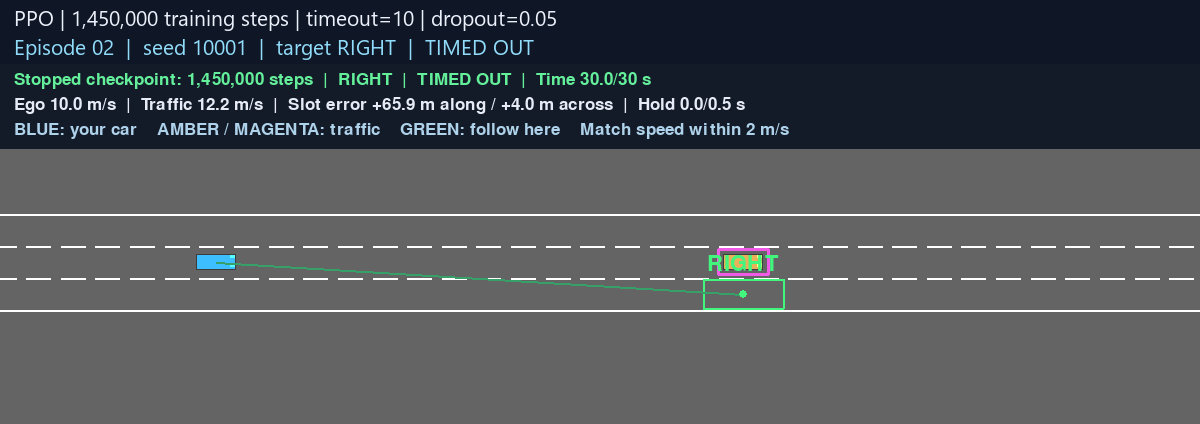 PPO | 1,450,000 training steps | timeout=10 | dropout=0.05
Episode 02 | seed 10001 | target RIGHT | TIMED OUT
Stopped checkpoint: 1,450,000 steps | RIGHT | TIMED OUT | Time 30.0/30 s
Ego 10.0 m/s | Traffic 12.2 m/s | Slot error +65.9 m along / +4.0 m across | Hold 0.0/0.5 s
BLUE: your car AMBER / MAGENTA: traffic GREEN: follow here Match speed within 2 m/s
RIGHT